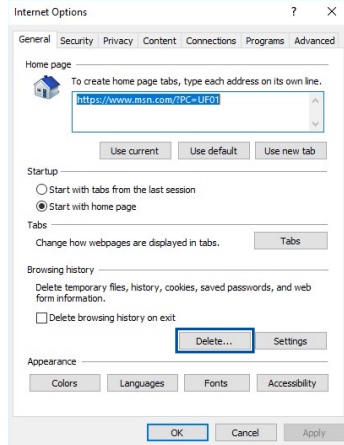 Internet Options ? X
General Security Privacy Content Connections Programs Advanced
Home page
To create home page tabs, type each address on its own line.
https://www.msn.com/?PC=UF01
Use current Use default Use new tab
Startup
Start with tabs from the last session
Start with home page
Tabs
Change how webpages are displayed in tabs. Tabs
Browsing history
Delete temporary files, history, cookies, saved passwords, and web
form information.
Delete browsing history on exit
Delete... Settings
Appearance
Colors Languages Fonts Accessibility
OK Cancel Apply